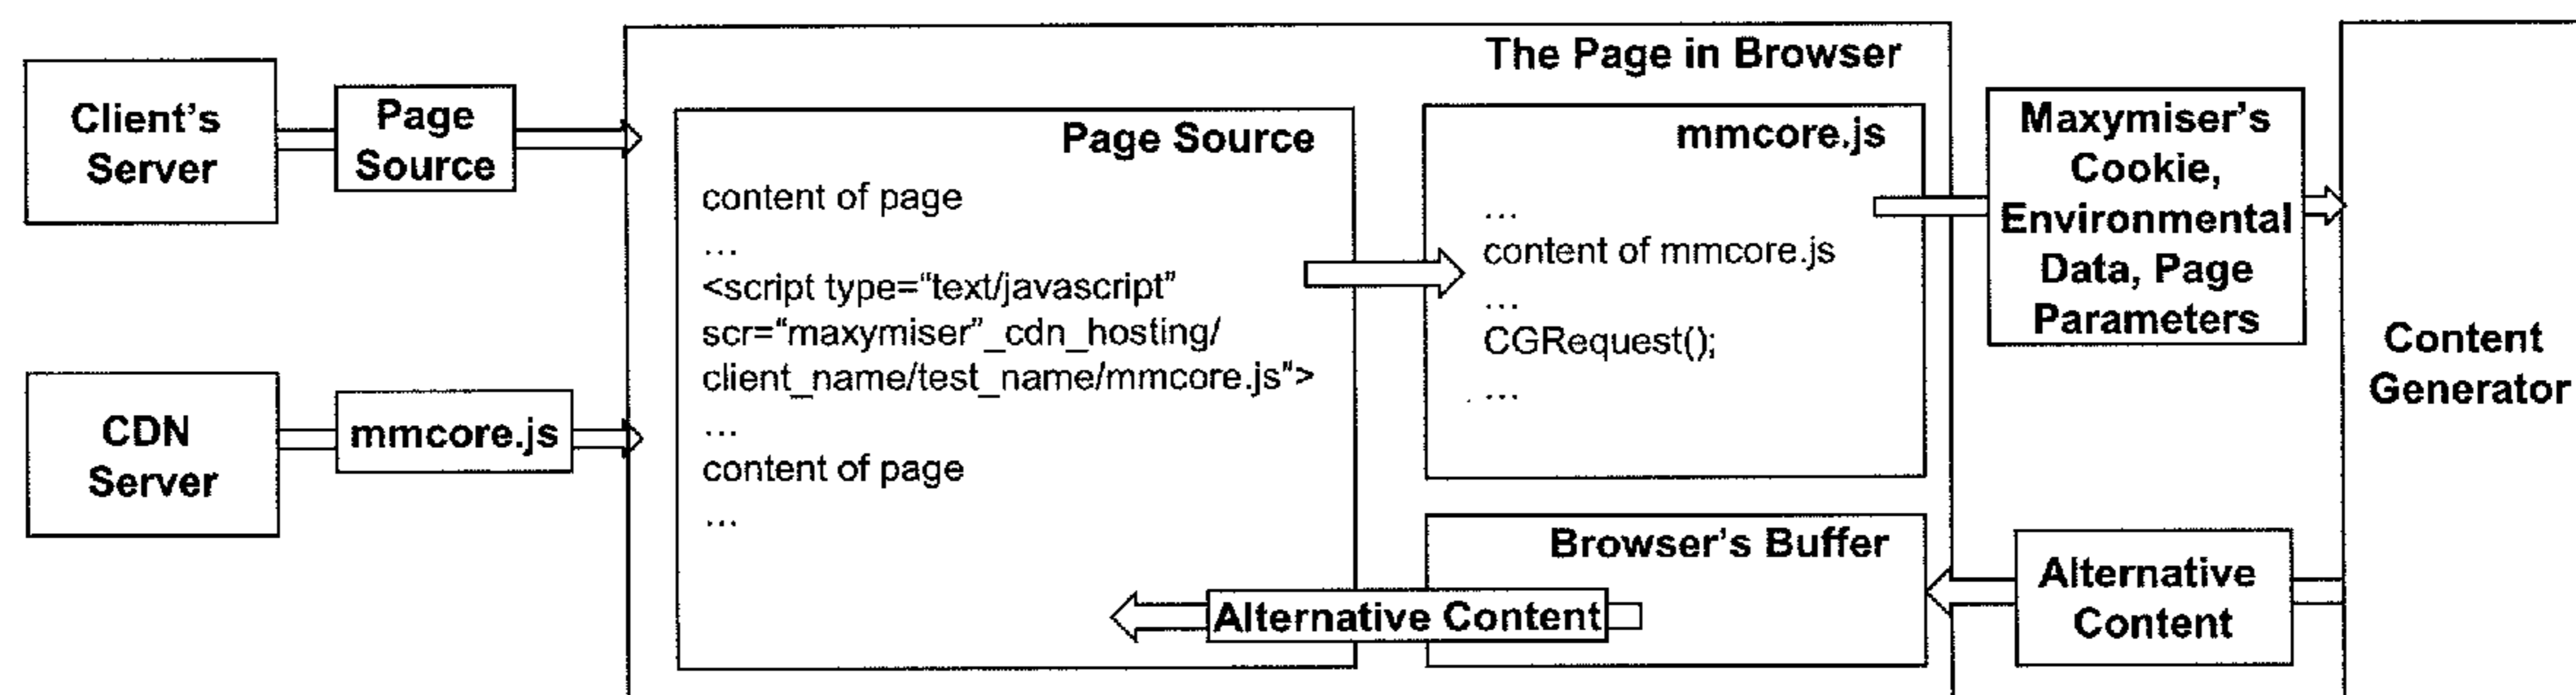 Client's
Server
Page
Source
CDN
Server
mmcore.js
The Page in Browser
Page Source
content of page
...
<script type="text/javascript"
scr="maxymiser"_cdn_hosting/
client_name/test_name/mmcore.js">
...
content of page
...
mmcore.js
...
content of mmcore.js
...
CGRequest();
...
Browser's Buffer
Alternative Content
Maxymiser's
Cookie,
Environmental
Data, Page
Parameters
Alternative
Content
Content
Generator